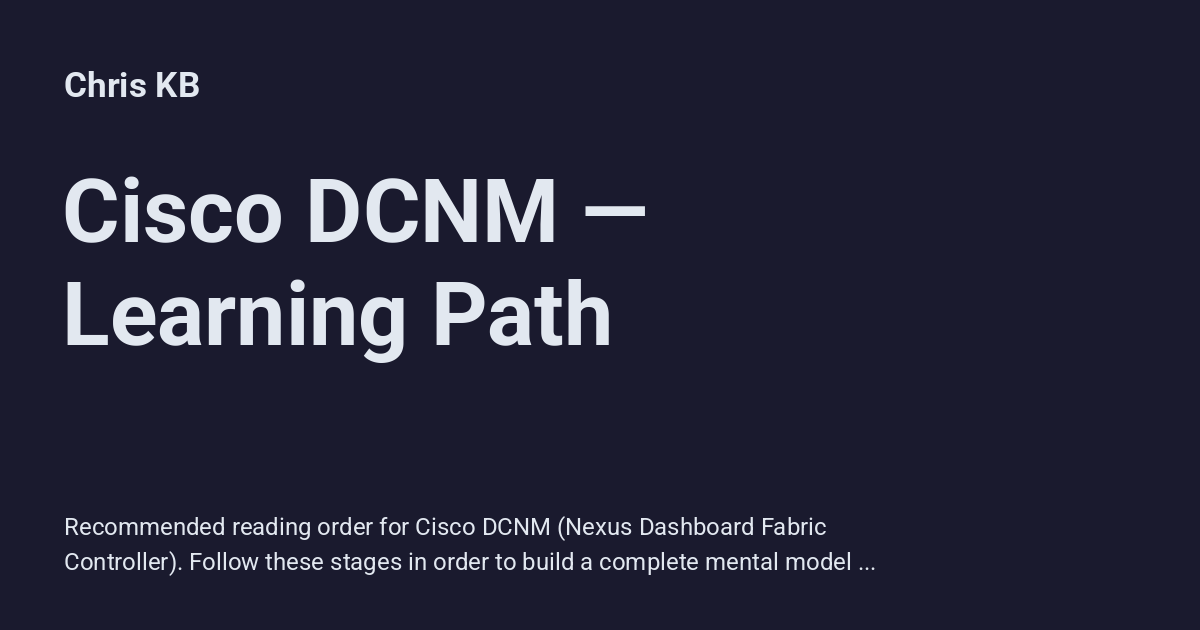 Chris KB
Cisco DCNM —
Learning Path
Recommended reading order for Cisco DCNM (Nexus Dashboard Fabric
Controller). Follow these stages in order to build a complete mental model ...